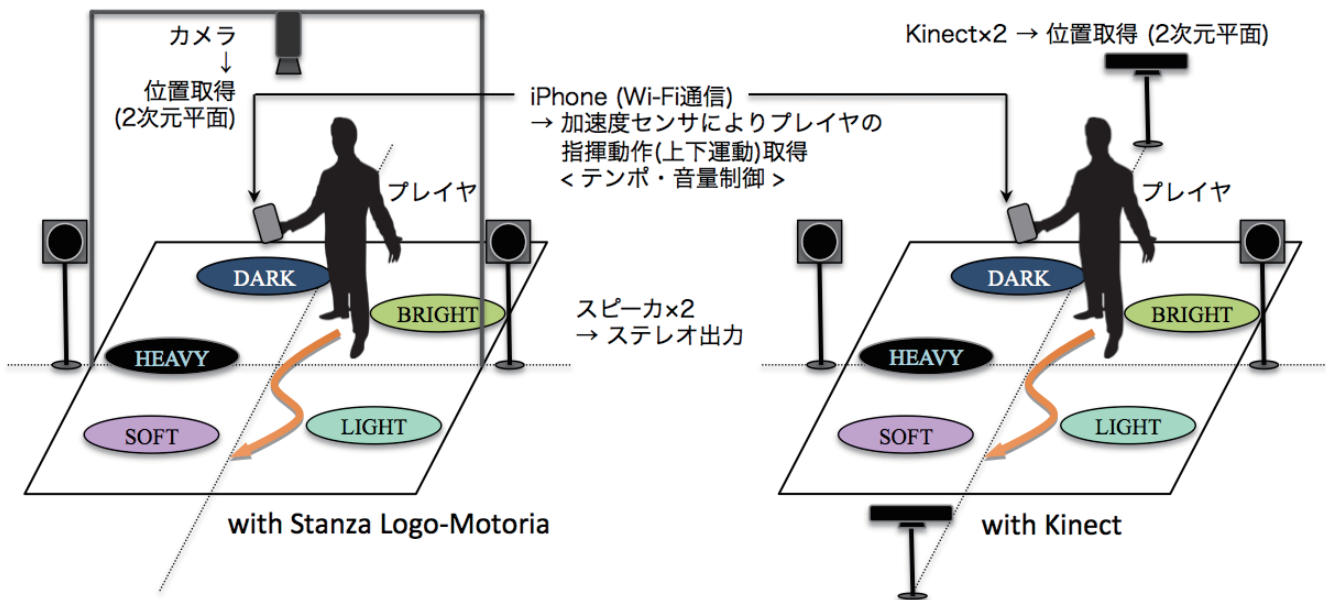 カメラ
↓
位置取得
(2次元平面)
iPhone (Wi-Fi通信)
→ 加速度センサによりプレイヤの
指揮動作(上下運動)取得
< テンポ・音量制御 >
Kinect×2 → 位置取得 (2次元平面)
プレイヤ
DARK
BRIGHT
HEAVY
SOFT
LIGHT
with Stanza Logo-Motoria
スピーカ×2
→ ステレオ出力
プレイヤ
DARK
BRIGHT
HEAVY
SOFT
LIGHT
with Kinect